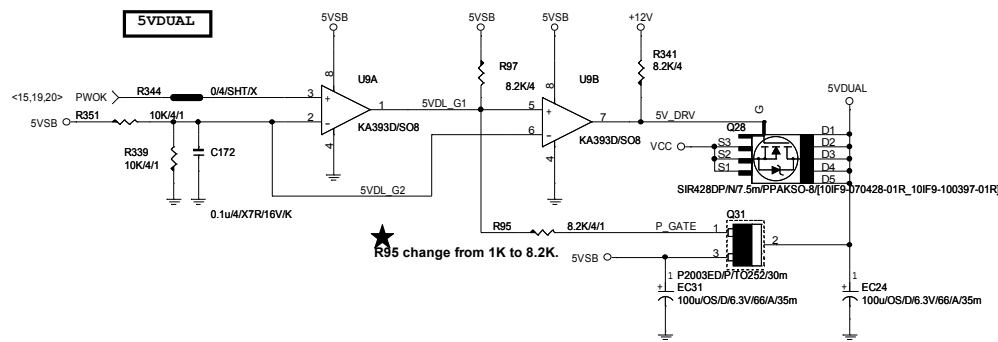 5VDUAL
5VSB
5VSB
5VSB
+12V
U9A
R97
8.2K/4
U9B
R341
8.2K/4
5VDUAL
<15,19,20>
PWOK
R344
0/4/SHT/X
3
+
8
1
5VDL_G1
5
+
8
7
5V_DRV
G
5VSB
R351
10K/4/1
2
-
4
KA393D/SO8
6
-
4
KA393D/SO8
Q28
VCC
S3
S2
S1
D1
D2
D3
D4
D5
R339
10K/4/1
C172
0.1u/4/X7R/16V/K
5VDL_G2
SIR428DP/N/7.5m/PPAKSO-8/[10IF9-070428-01R_10IF9-100397-01R]
R95
8.2K/4/1
P_GATE
Q31
1
2
3
R95 change from 1K to 8.2K.
5VSB
P2003ED/P/TO252/30m
1
+
EC31
100u/OS/D/6.3V/66/A/35m
1
+
EC24
100u/OS/D/6.3V/66/A/35m